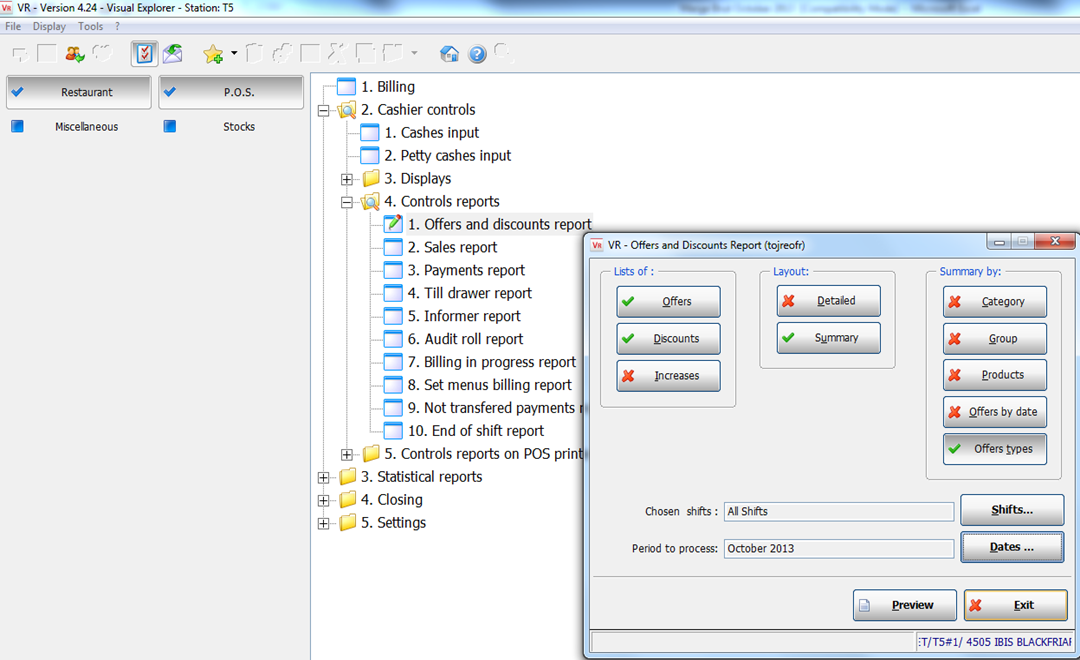 VR - Version 4.24 - Visual Explorer - Station: T5
File Display Tools ?
Restaurant P.O.S.
Miscellaneous Stocks
1. Billing
2. Cashier controls
1. Cashes input
2. Petty cashes input
3. Displays
4. Controls reports
1. Offers and discounts report
2. Sales report
3. Payments report
4. Till drawer report
5. Informer report
6. Audit roll report
7. Billing in progress report
8. Set menus billing report
9. Not transfered payments r
10. End of shift report
5. Controls reports on POS print
3. Statistical reports
4. Closing
5. Settings
VR - Offers and Discounts Report (tojreofr)
Lists of :
Offers
Discounts
Increases
Layout:
Detailed
Summary
Summary by:
Category
Group
Products
Offers by date
Offers types
Chosen shifts : All Shifts Shifts...
Period to process: October 2013 Dates ...
Preview Exit
ET/T5#1/ 4505 IBIS BLACKFRIAR